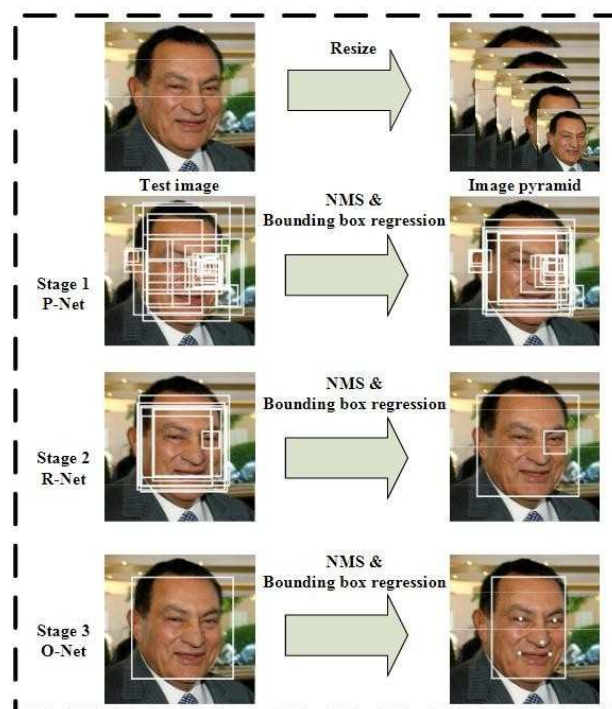 Resize
Test image
Image pyramid
NMS &
Bounding box regression
Stage 1
P-Net
NMS &
Bounding box regression
Stage 2
R-Net
NMS &
Bounding box regression
Stage 3
O-Net